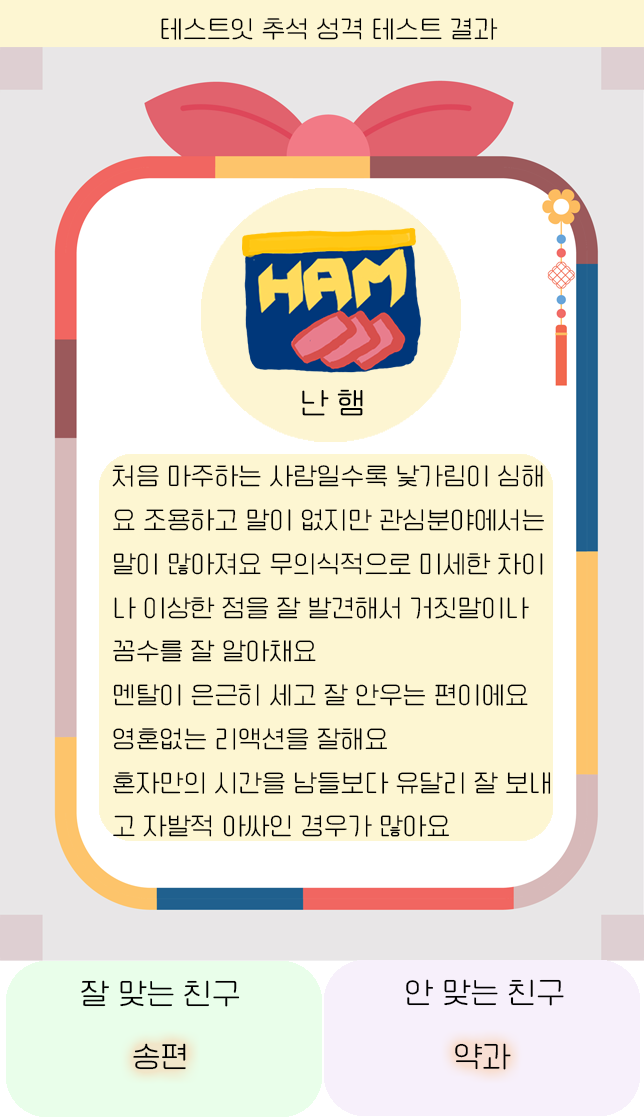 테스트잇 추석 성격 테스트 결과
HAM
난 햄
처음 마주하는 사람일수록 낯가림이 심해
요 조용하고 말이 없지만 관심분야에서는
말이 많아져요 무의식적으로 미세한 차이
나 이상한 점을 잘 발견해서 거짓말이나
꼼수를 잘 알아채요
멘탈이 은근히 세고 잘 안우는 편이에요
영혼없는 리액션을 잘해요
혼자만의 시간을 남들보다 유달리 잘 보내
고 자발적 아싸인 경우가 많아요
잘 맞는 친구
송편
안 맞는 친구
약과